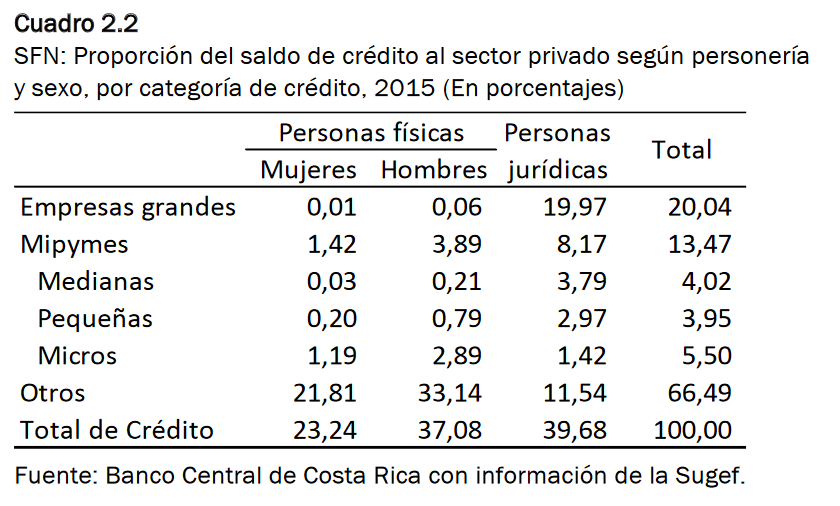 Cuadro 2.2
SFN: Proporción del saldo de crédito al sector privado según personería
y sexo, por categoría de crédito, 2015 (En porcentajes)
Personas físicas Personas jurídicas Total
Mujeres Hombres
Empresas grandes 0,01 0,06 19,97 20,04
Mipymes 1,42 3,89 8,17 13,47
Medianas 0,03 0,21 3,79 4,02
Pequeñas 0,20 0,79 2,97 3,95
Micros 1,19 2,89 1,42 5,50
Otros 21,81 33,14 11,54 66,49
Total de Crédito 23,24 37,08 39,68 100,00
Fuente: Banco Central de Costa Rica con información de la Sugef.